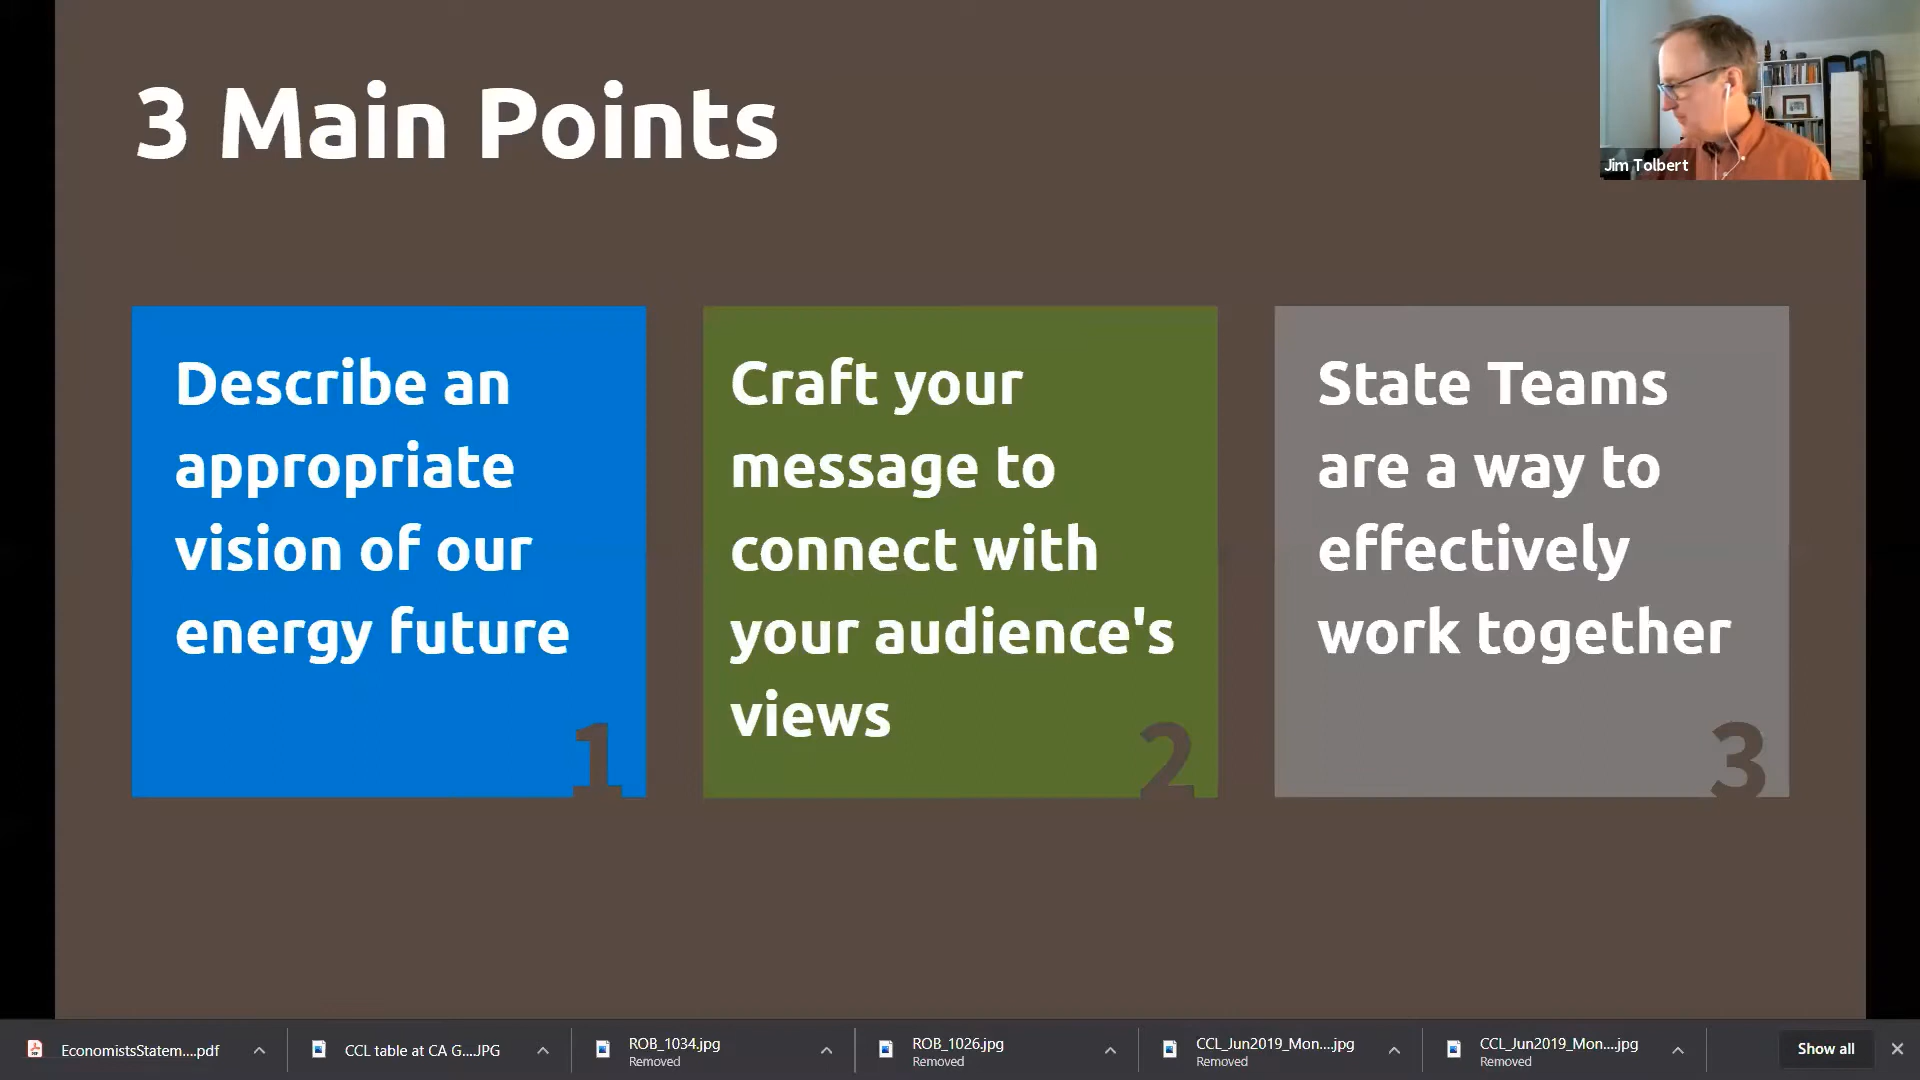 3 Main Points
Jim Tolbert
Describe an
appropriate
vision of our
energy future
1
Craft your
message to
connect with
your audience's
views
2
State Teams
are a way to
effectively
work together
3
EconomistsStatem....pdf
CCL table at CA G...JPG
ROB_1034.jpg
Removed
ROB_1026.jpg
Removed
CCL_Jun2019_Mon....jpg
Removed
CCL_Jun2019_Mon....jpg
Removed
Show all